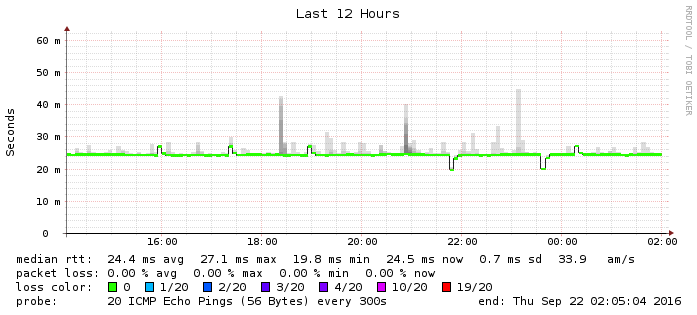 Last 12 Hours
RRDTOOL / TOBI OETIKER
Seconds
60 m
50 m
40 m
30 m
20 m
10 m
0
16:00 18:00 20:00 22:00 00:00 02:00
median rtt: 24.4 ms avg 27.1 ms max 19.8 ms min 24.5 ms now 0.7 ms sd 33.9 am/s
packet loss: 0.00 % avg 0.00 % max 0.00 % min 0.00 % now
loss color: 0 1/20 2/20 3/20 4/20 10/20 19/20
probe: 20 ICMP Echo Pings (56 Bytes) every 300s end: Thu Sep 22 02:05:04 2016